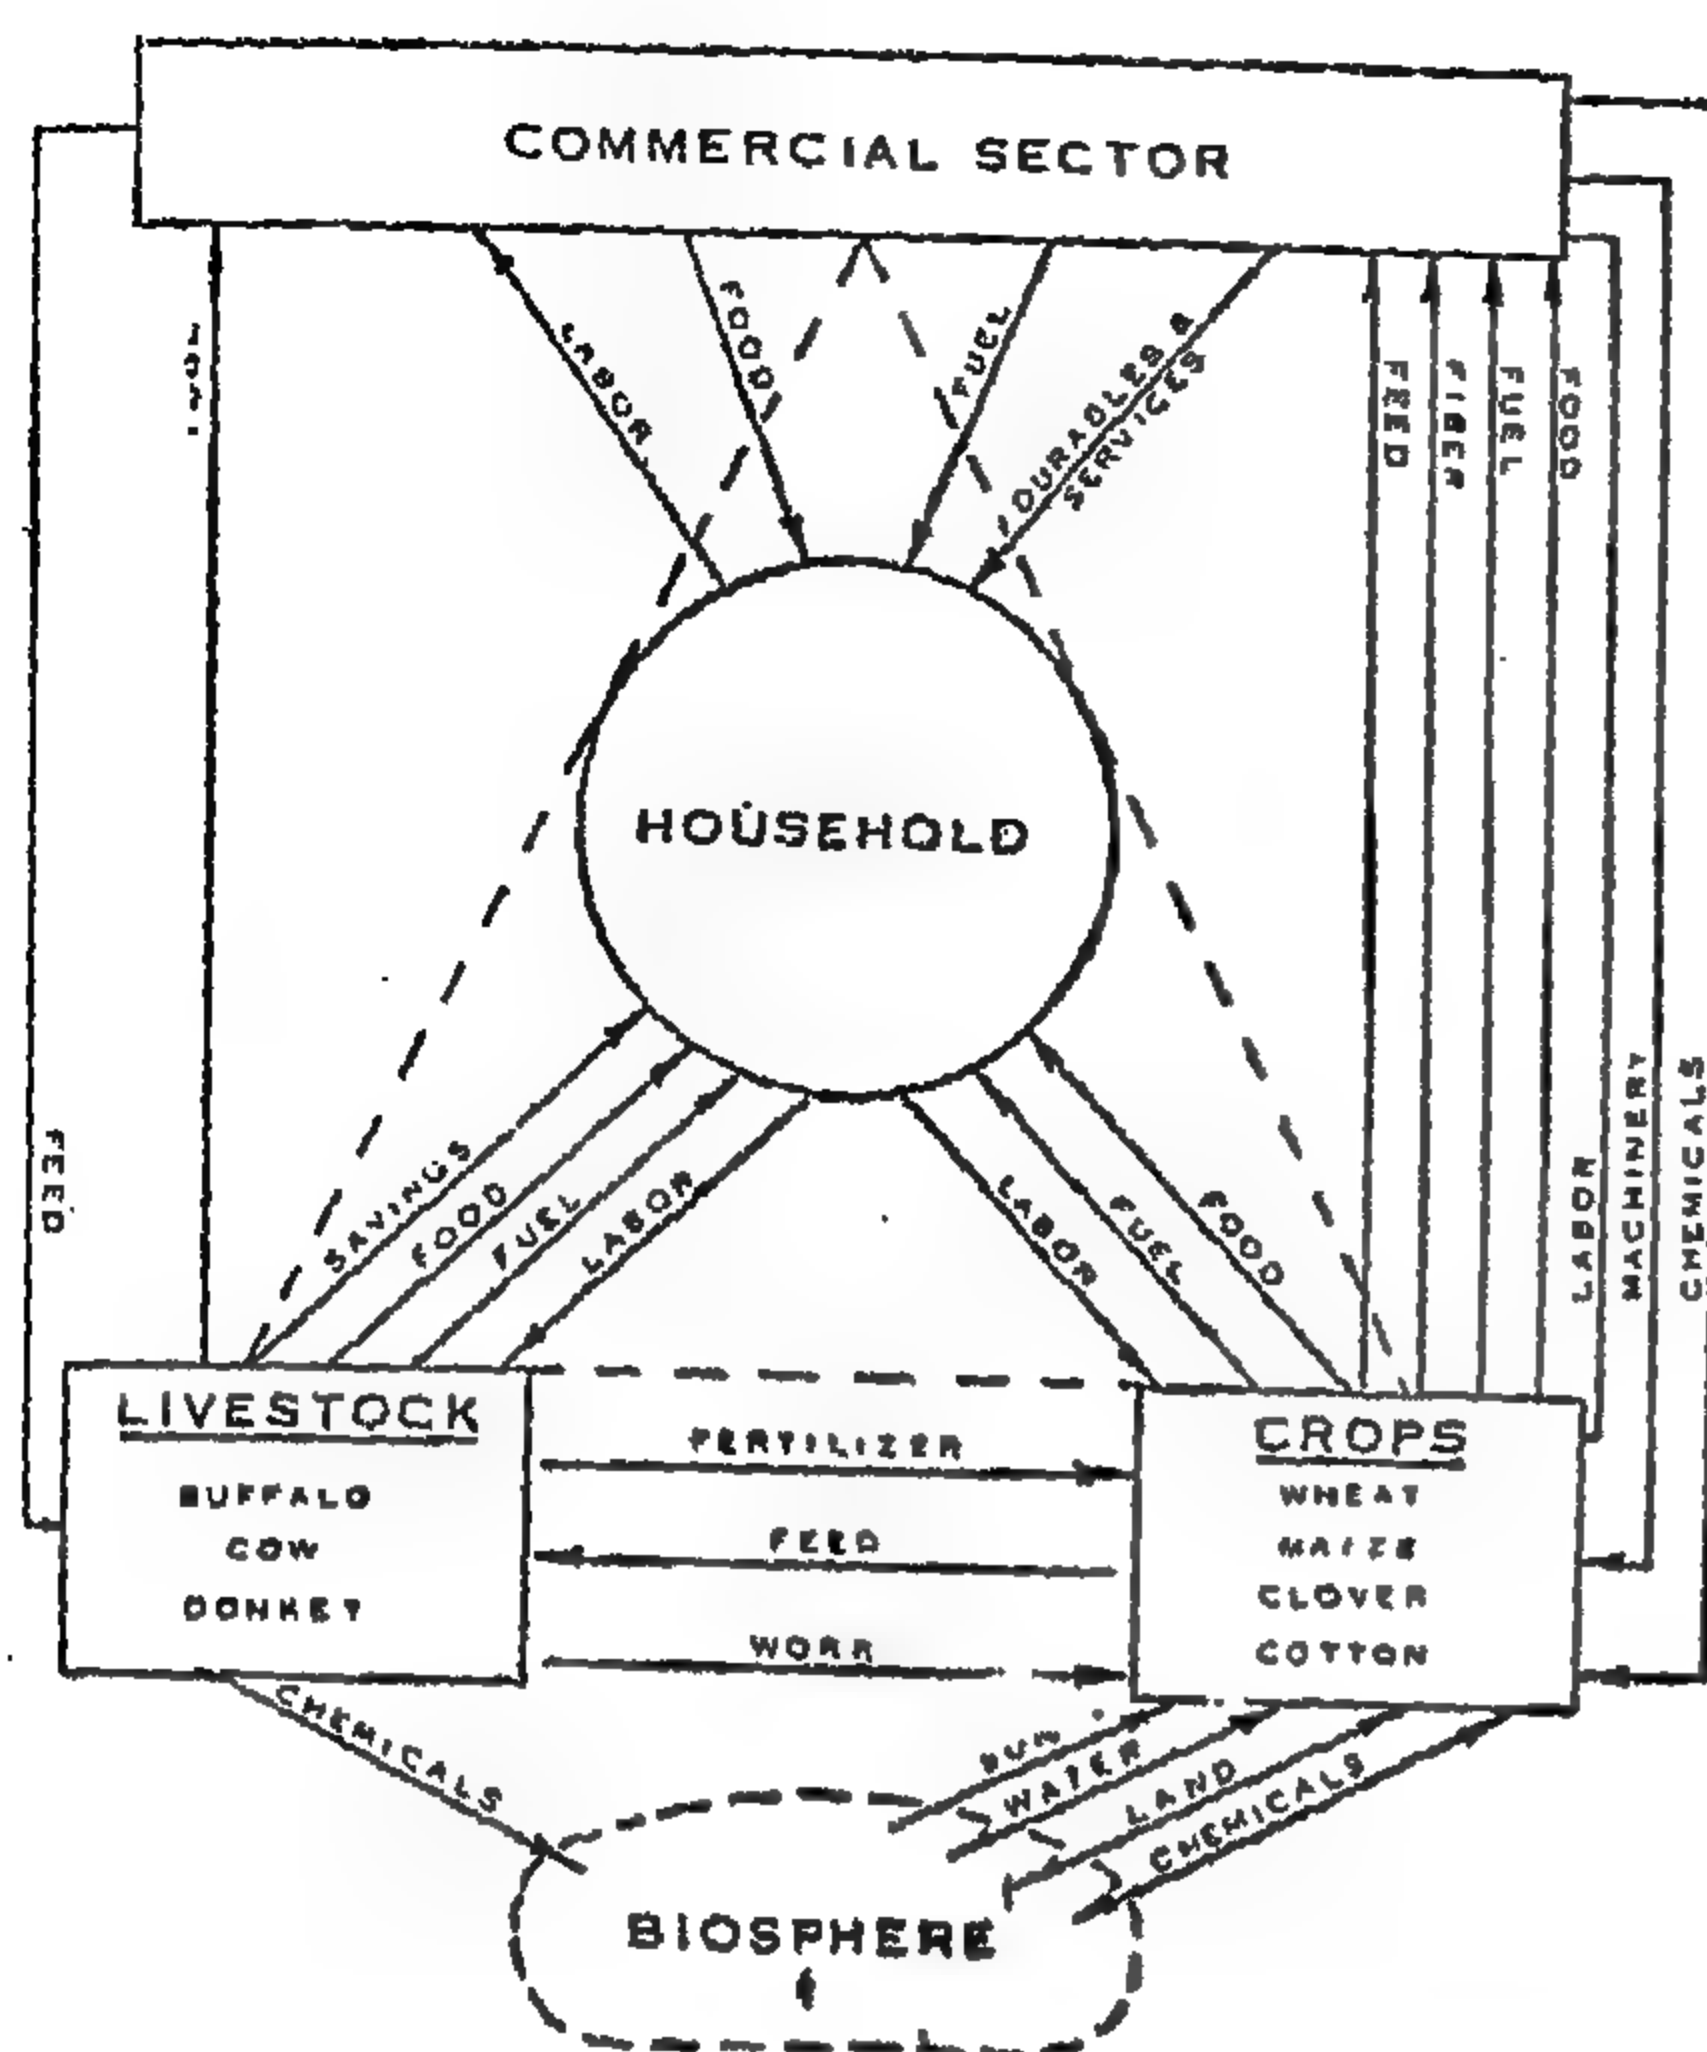 COMMERCIAL SECTOR
LABOR
FOOD
FUEL
DURABLES &
SERVICES
FEED
FIBER
FUEL
FOOD
HOUSEHOLD
FEED
SAVINGS
FOOD
FUEL
LABOR
LABOR
FUEL
FOOD
LABOR
MACHINERY
CHEMICALS
LIVESTOCK
BUFFALO
COW
DONKEY
FERTILIZER
FEED
WORK
CROPS
WHEAT
MAIZE
CLOVER
COTTON
CHEMICALS
SUN
WATER
LAND
CHEMICALS
BIOSPHERE